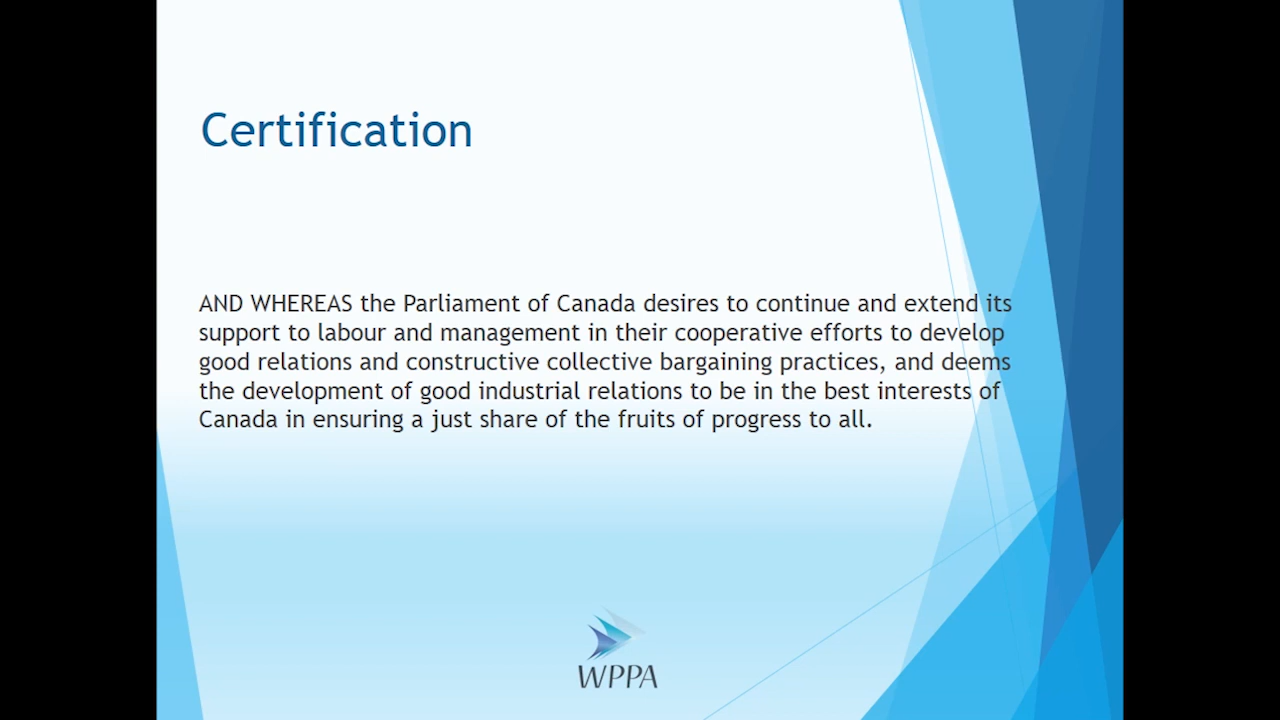 Certification
AND WHEREAS the Parliament of Canada desires to continue and extend its
support to labour and management in their cooperative efforts to develop
good relations and constructive collective bargaining practices, and deems
the development of good industrial relations to be in the best interests of
Canada in ensuring a just share of the fruits of progress to all.
WPPA